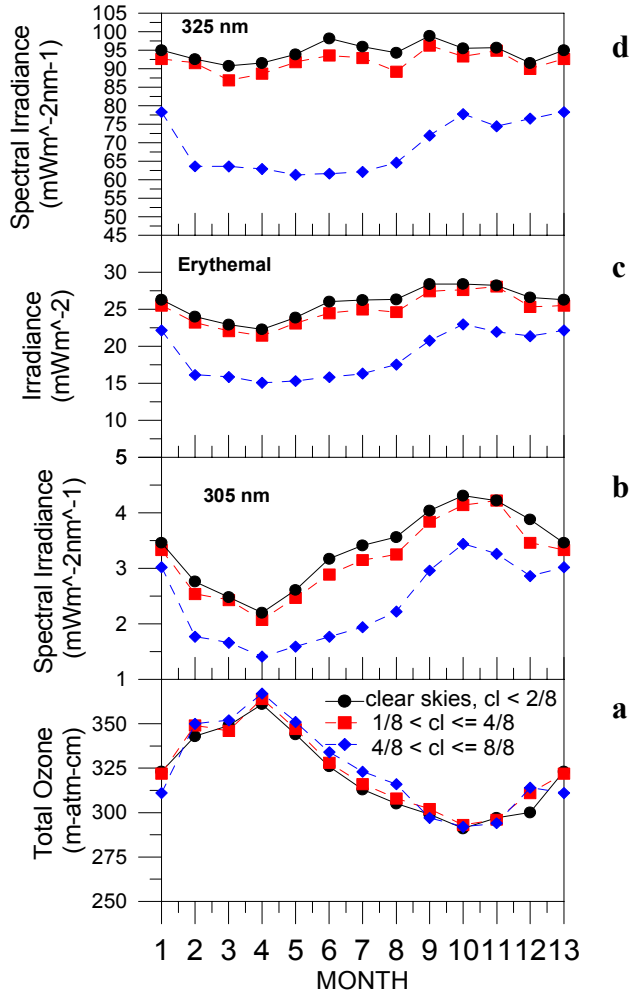 105
100
95
90
85
80
75
70
65
60
55
50
45
Spectral Irradiance
(mWm^-2nm-1)
325 nm
d
30
25
20
15
10
5
Irradiance
(mWm^-2)
Erythemal
c
4
3
2
1
Spectral Irradiance
(mWm^-2nm^-1)
305 nm
b
350
325
300
275
250
Total Ozone
(m-atm-cm)
clear skies, cl < 2/8
1/8 < cl <= 4/8
4/8 < cl <= 8/8
a
1 2 3 4 5 6 7 8 9 10 11 12 13
MONTH